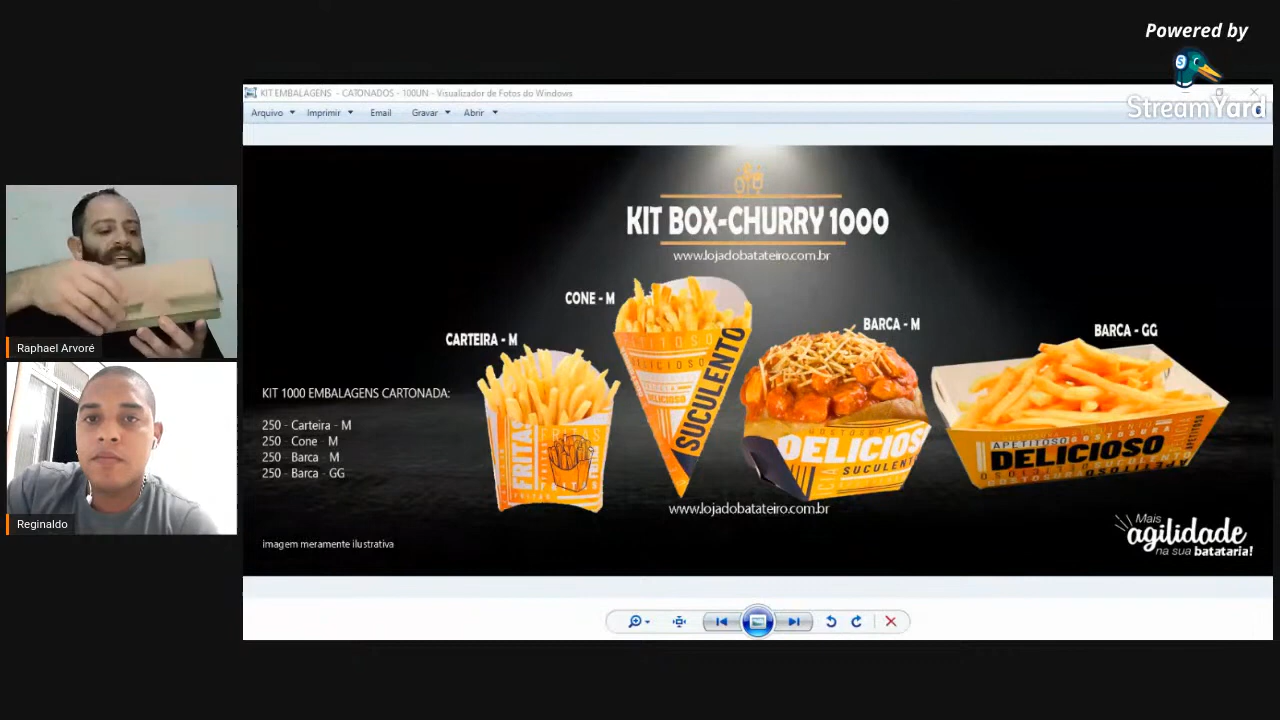 Powered by
StreamYard
KIT EMBALAGENS - CATONADOS - 100UN - Visualizador de Fotos do Windows
Arquivo Imprimir Email Gravar Abrir
KIT BOX-CHURRY 1000
www.lojadobatateiro.com.br
CONE - M
CARTEIRA - M
BARCA - M
BARCA - GG
KIT 1000 EMBALAGENS CARTONADA:
250 - Carteira - M
250 - Cone - M
250 - Barca - M
250 - Barca - GG
FRITAS
SUCULENTO
DELICIOS
SUCULENT
APETITOSO
DELICIOSO
www.lojadobatateiro.com.br
imagem meramente ilustrativa
Mais
agilidade
na sua batataria!
Raphael Arvoré
Reginaldo